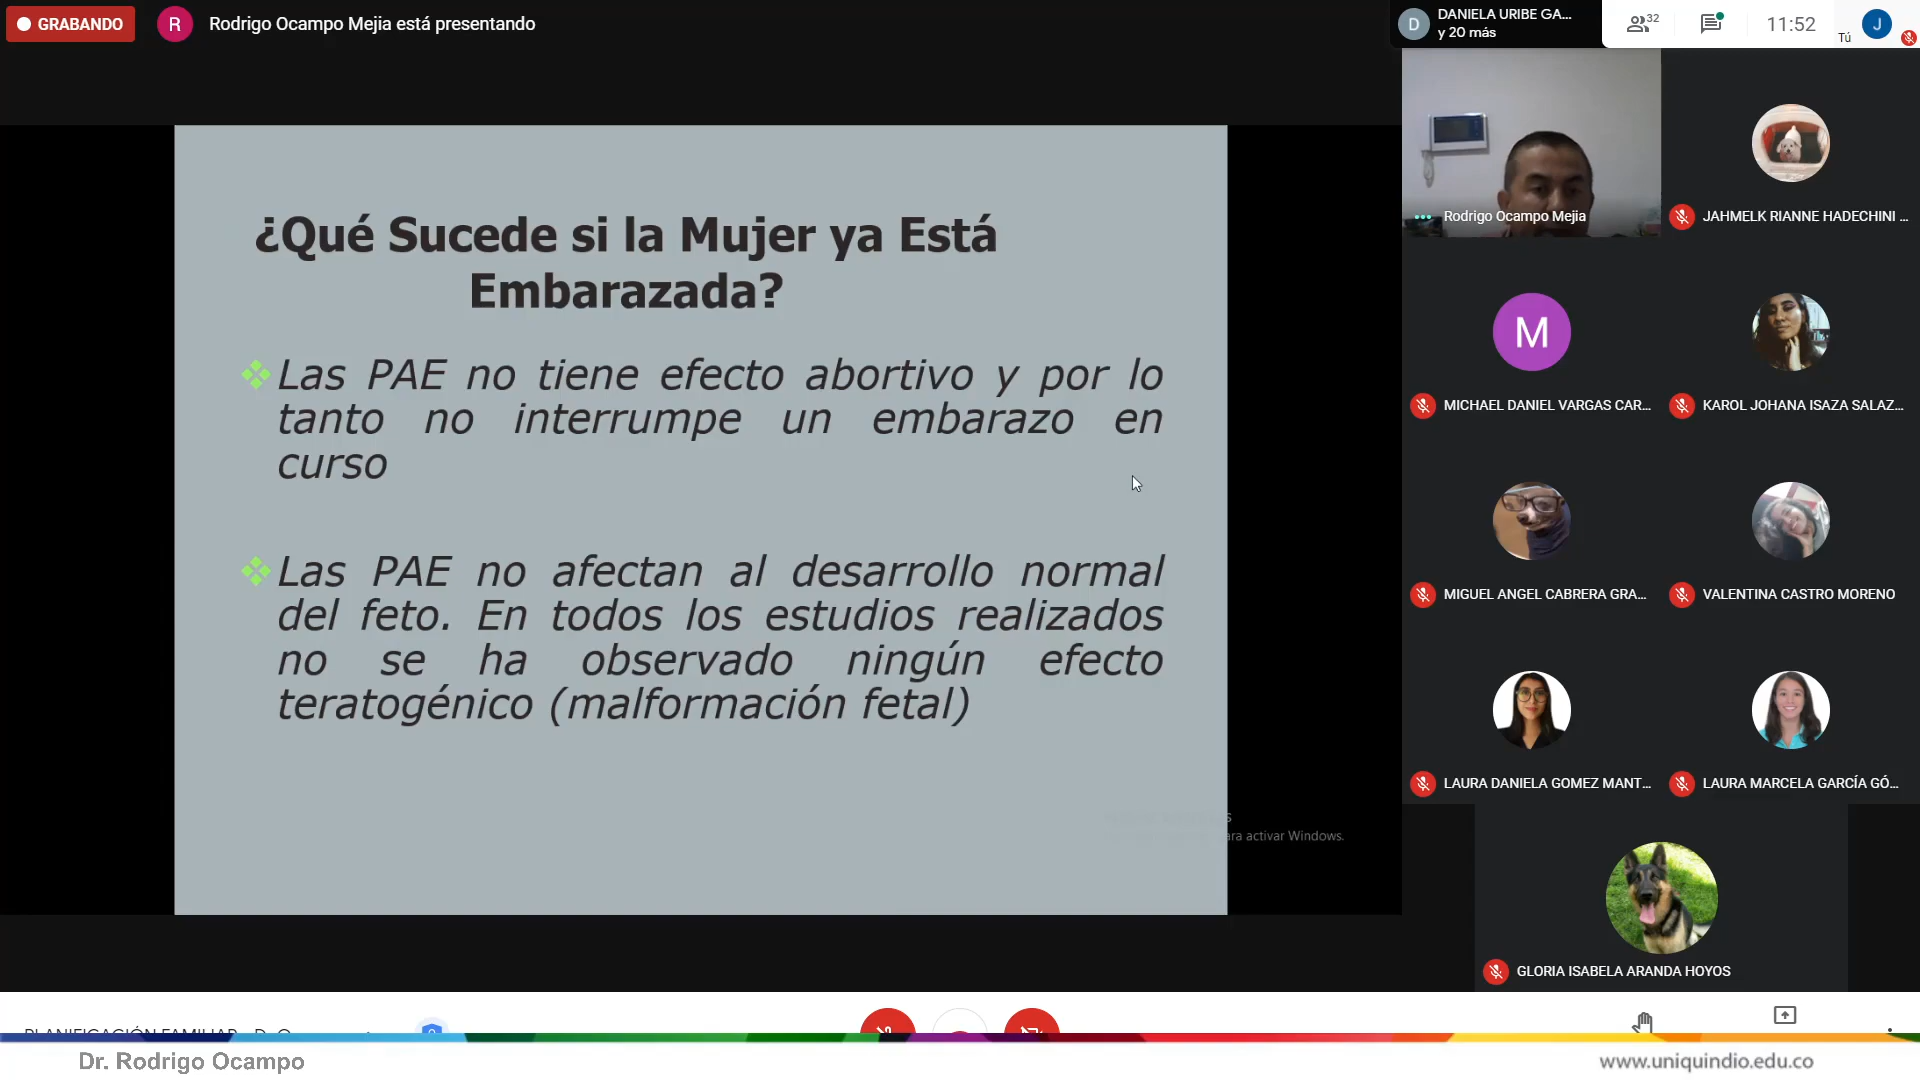 GRABANDO
R
Rodrigo Ocampo Mejia está presentando
D
DANIELA URIBE GA...
y 20 más
32
11:52
Tú
J
¿Qué Sucede si la Mujer ya Está
Embarazada?
Las PAE no tiene efecto abortivo y por lo
tanto no interrumpe un embarazo en
curso
Las PAE no afectan al desarrollo normal
del feto. En todos los estudios realizados
no se ha observado ningún efecto
teratogénico (malformación fetal)
para activar Windows.
Rodrigo Ocampo Mejia
JAHMELK RIANNE HADECHINI ...
M
MICHAEL DANIEL VARGAS CAR...
KAROL JOHANA ISAZA SALAZ...
MIGUEL ANGEL CABRERA GRA...
VALENTINA CASTRO MORENO
LAURA DANIELA GOMEZ MANT...
LAURA MARCELA GARCÍA GÓ...
GLORIA ISABELA ARANDA HOYOS
PLANIFICACIÓN FAMILIAR
Dr. Rodrigo Ocampo
www.uniquindio.edu.co